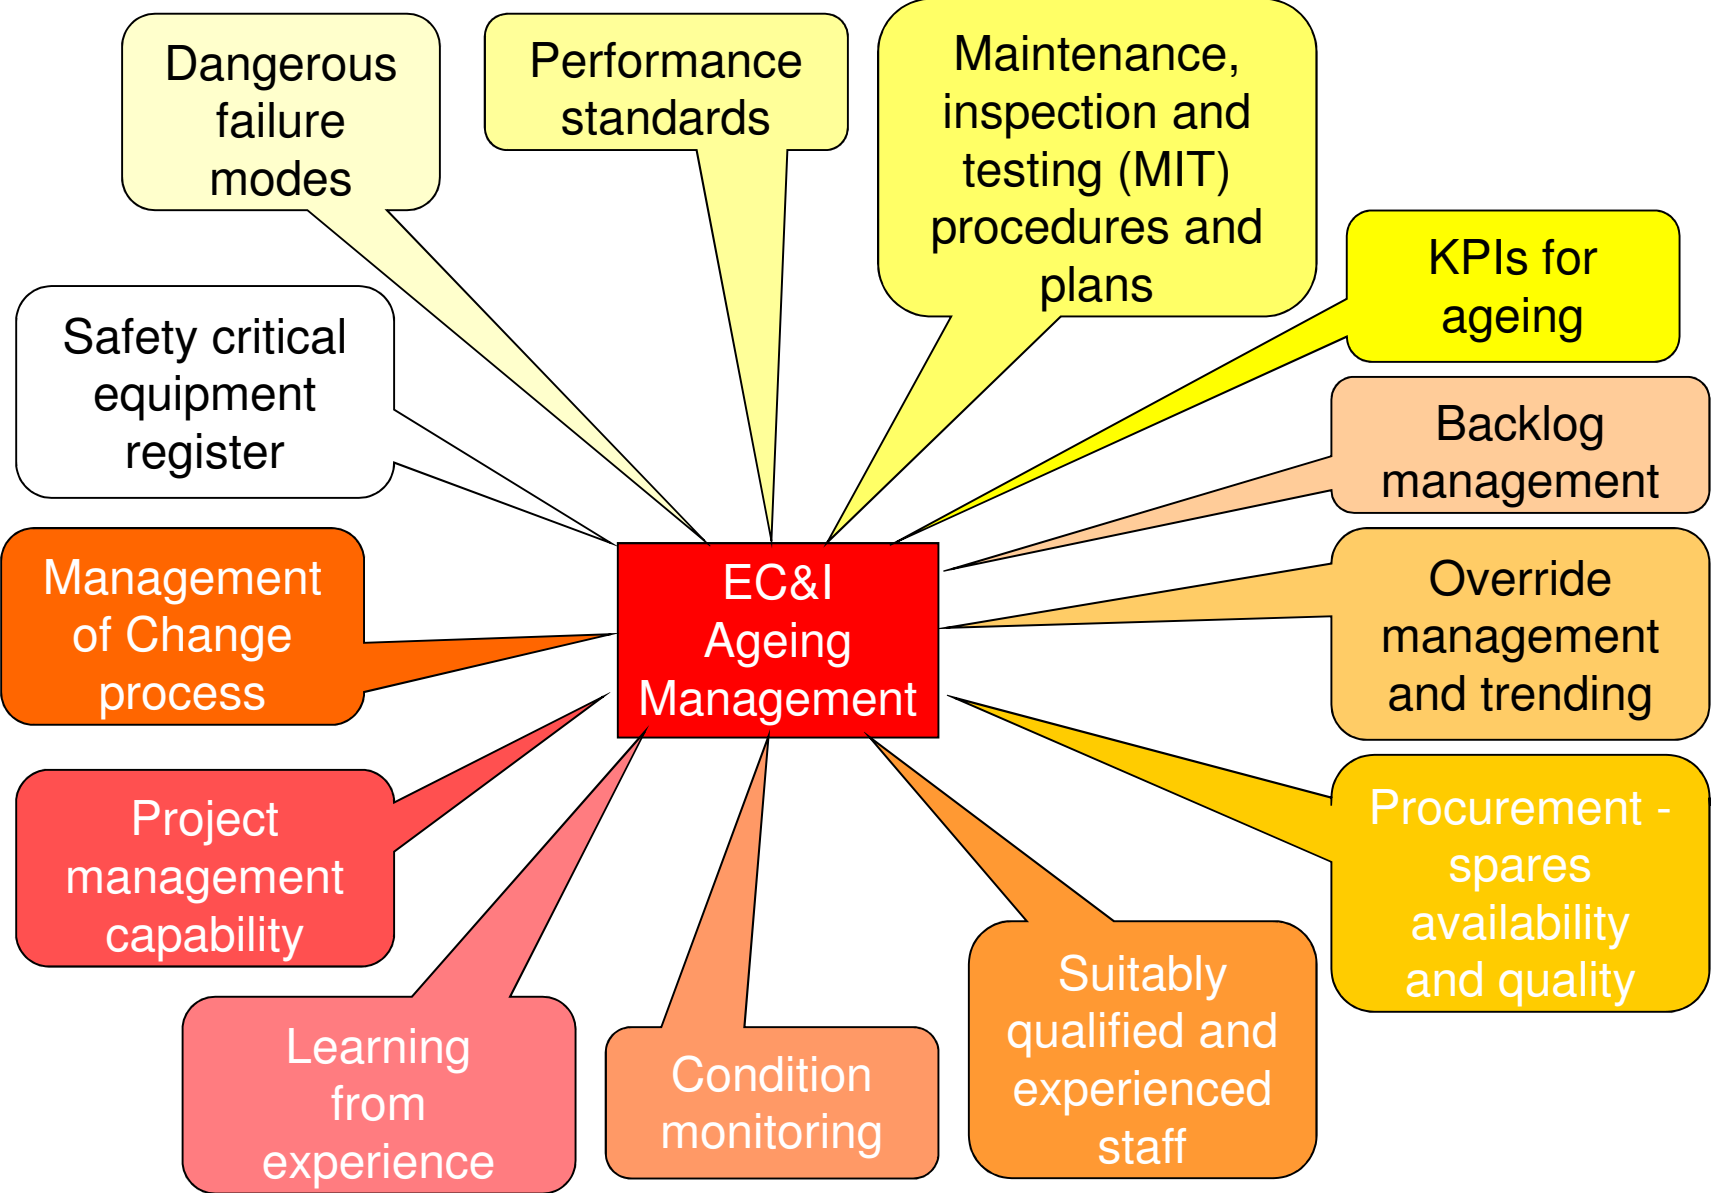 Dangerous
failure
modes
Performance
standards
Maintenance,
inspection and
testing (MIT)
procedures and
plans
KPIs for
ageing
Safety critical
equipment
register
Backlog
management
Management
of Change
process
EC&I
Ageing
Management
Override
management
and trending
Project
management
capability
Procurement -
spares
availability
and quality
Learning
from
experience
Condition
monitoring
Suitably
qualified and
experienced
staff